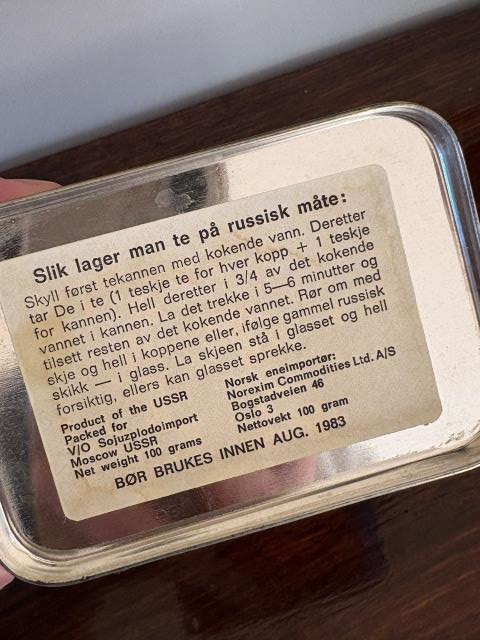 Slik lager man te på russisk måte:
Skyll først tekannen med kokende vann. Deretter
tar De i te (1 teskje te for hver kopp + 1 teskje
for kannen). Hell deretter i 3/4 av det kokende
vannet i kannen. La det trekke i 5—6 minutter og
tilsett resten av det kokende vannet. Rør om med
skje og hell i koppene eller, ifølge gammel russisk
skikk — i glass. La skjeen stå i glasset og hell
forsiktig, ellers kan glasset sprekke.
Product of the USSR
Packed for
V/O Sojuzplodoimport
Moscow USSR
Net weight 100 grams
Norsk eneimportør:
Norexim Commodities Ltd. A/S
Bogstadveien 46
Oslo 3
Nettovekt 100 gram
BØR BRUKES INNEN AUG. 1983